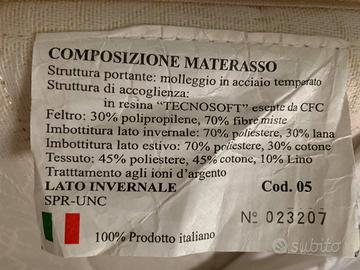 COMPOSIZIONE MATERASSO
Struttura portante: molleggio in acciaio temperato
Struttura di accoglienza:
in resina "TECNOSOFT" esente da CFC
Feltro: 30% polipropilene, 70% fibre miste
Imbottitura lato invernale: 70% poliestere, 30% lana
Imbottitura lato estivo: 70% poliestere, 30% cotone
Tessuto: 45% poliestere, 45% cotone, 10% Lino
Tratttamento agli ioni d'argento
LATO INVERNALE Cod. 05
SPR-UNC
No 023207
100% Prodotto italiano
subito